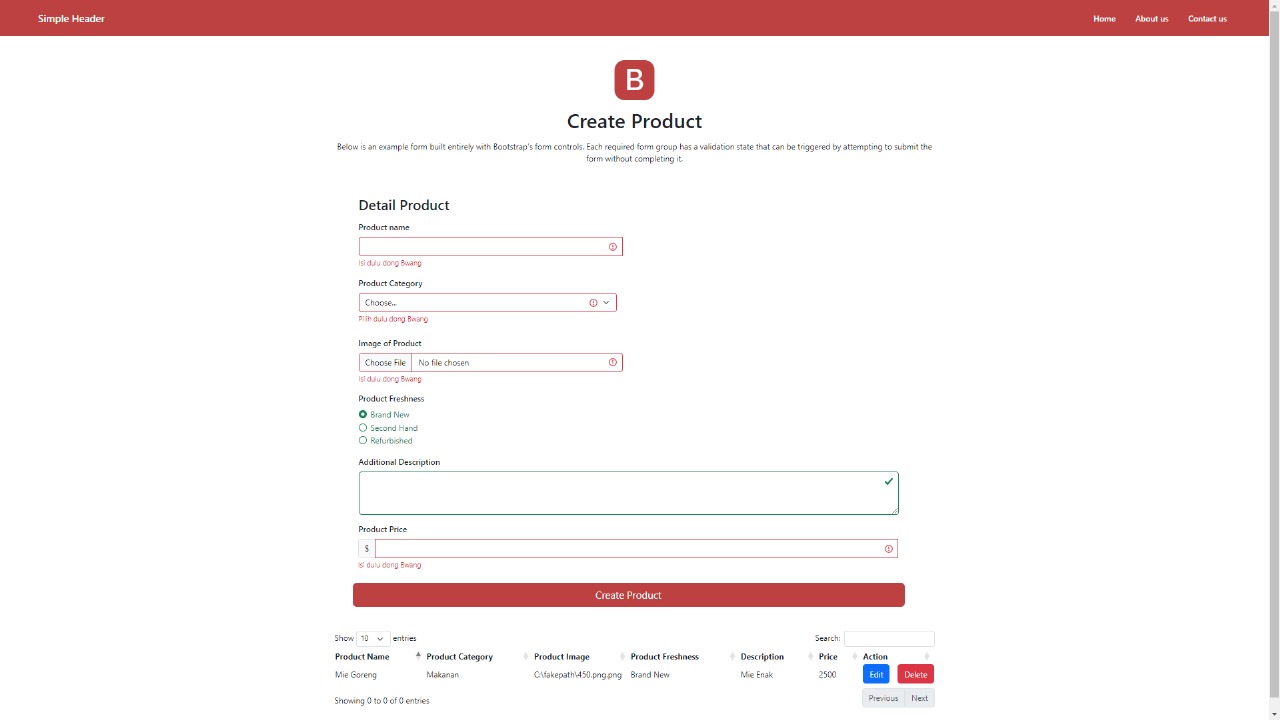 Simple Header Home About us Contact us
B
Create Product
Below is an example form built entirely with Bootstrap's form controls. Each required form group has a validation state that can be triggered by attempting to submit the
form without completing it.
Detail Product
Product name
Isi dulu dong Bwang
Product Category
Choose...
Pilih dulu dong Bwang
Image of Product
Choose File No file chosen
Isi dulu dong Bwang
Product Freshness
Brand New
Second Hand
Refurbished
Additional Description
Product Price
$
Isi dulu dong Bwang
Create Product
Show 10 entries Search:
Product Name Product Category Product Image Product Freshness Description Price Action
Mie Goreng Makanan C:\fakepath\450.png.png Brand New Mie Enak 2500 Edit Delete
Showing 0 to 0 of 0 entries Previous Next